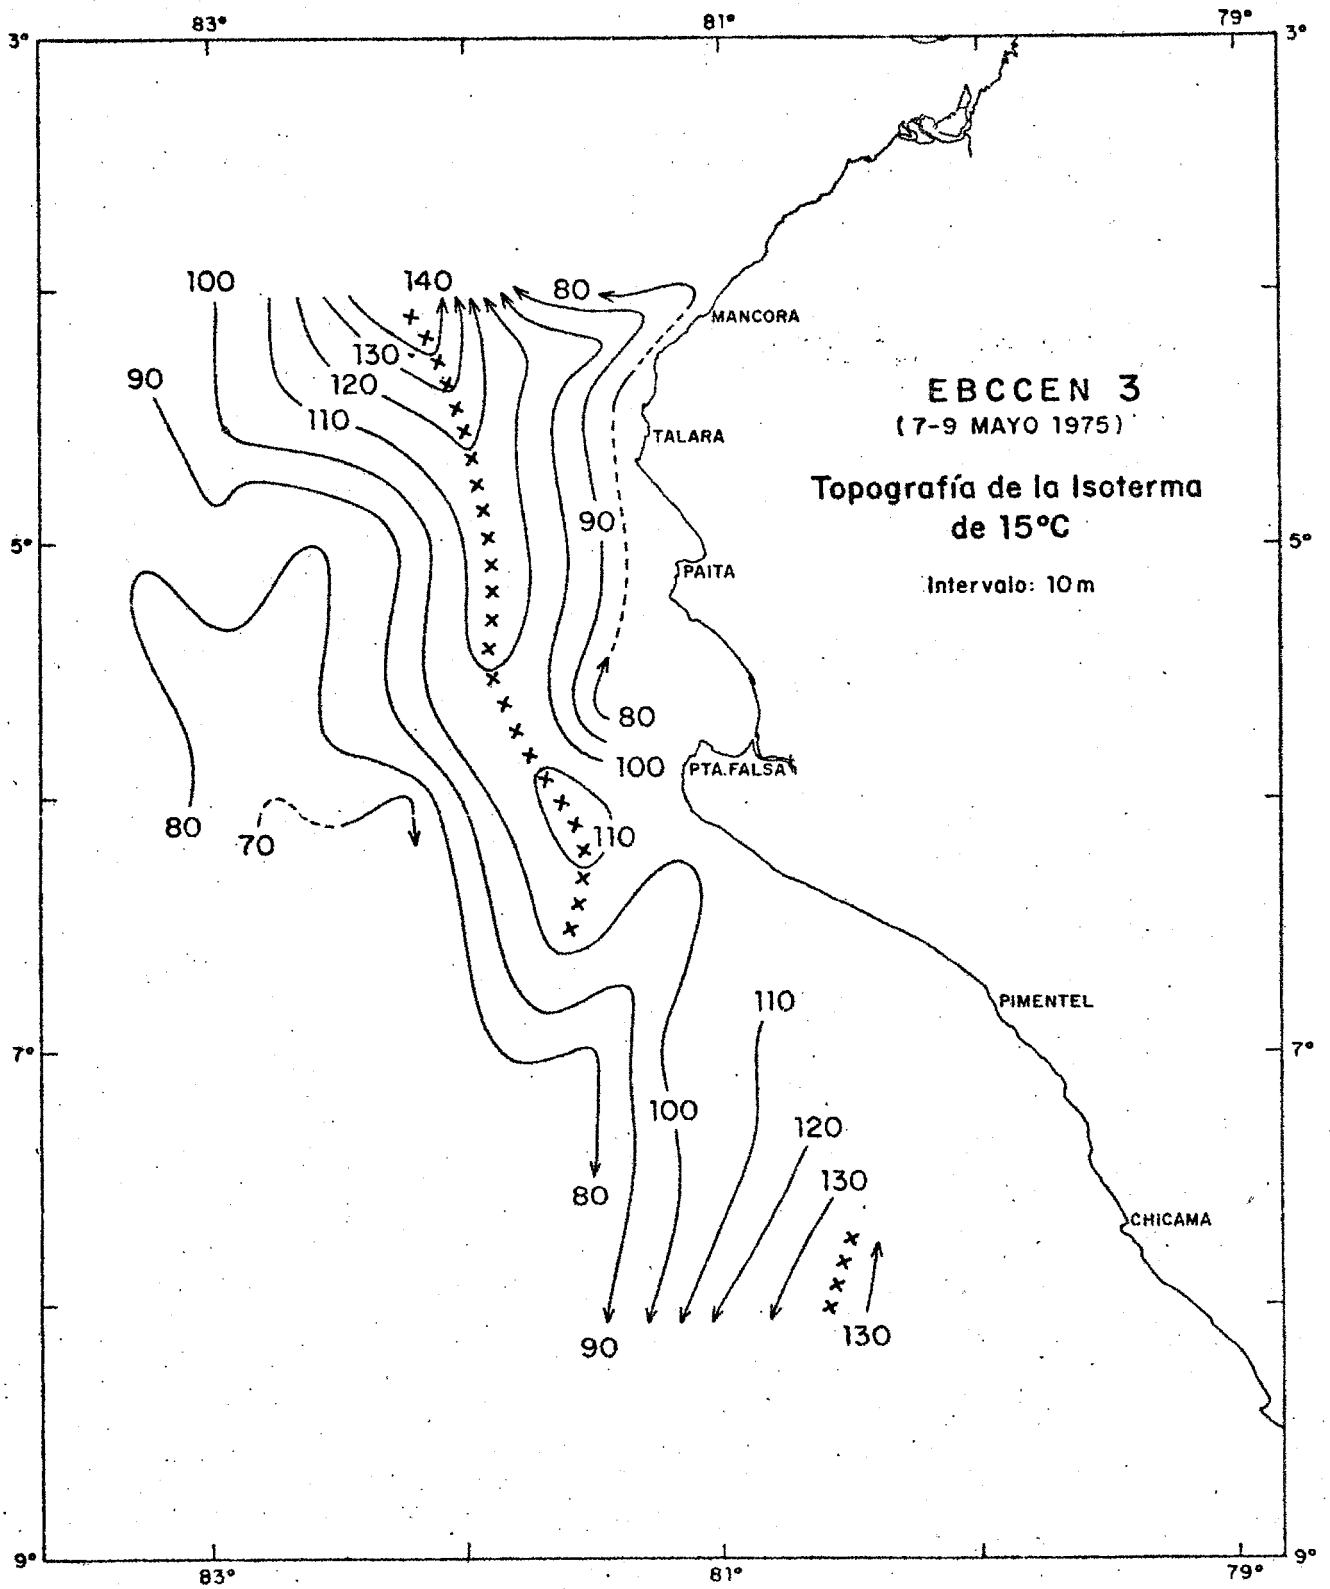 83° 81° 79°
3° 3°
100 140 80
MANCORA
130
90 120
110
EBCCEN 3
(7-9 MAYO 1975)
TALARA
Topografía de la Isoterma
de 15°C
90
5° 5°
PAITA
Intervalo: 10 m
80
100 PTA. FALSA
80 70 110
110 PIMENTEL
7° 7°
100
120
130
80
CHICAMA
130
90
9° 9°
83° 81° 79°